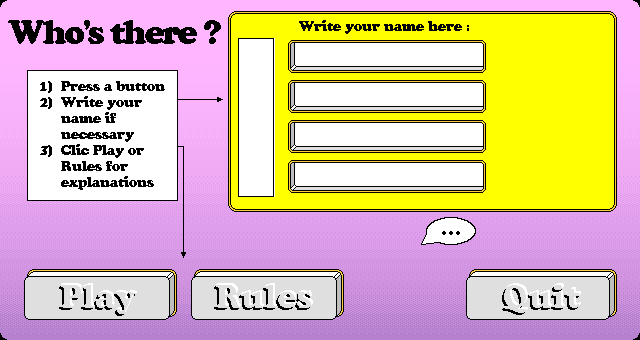 Who's there ?
Write your name here :
1) Press a button
2) Write your
name if
necessary
3) Clic Play or
Rules for
explanations
...
Play
Rules
Quit